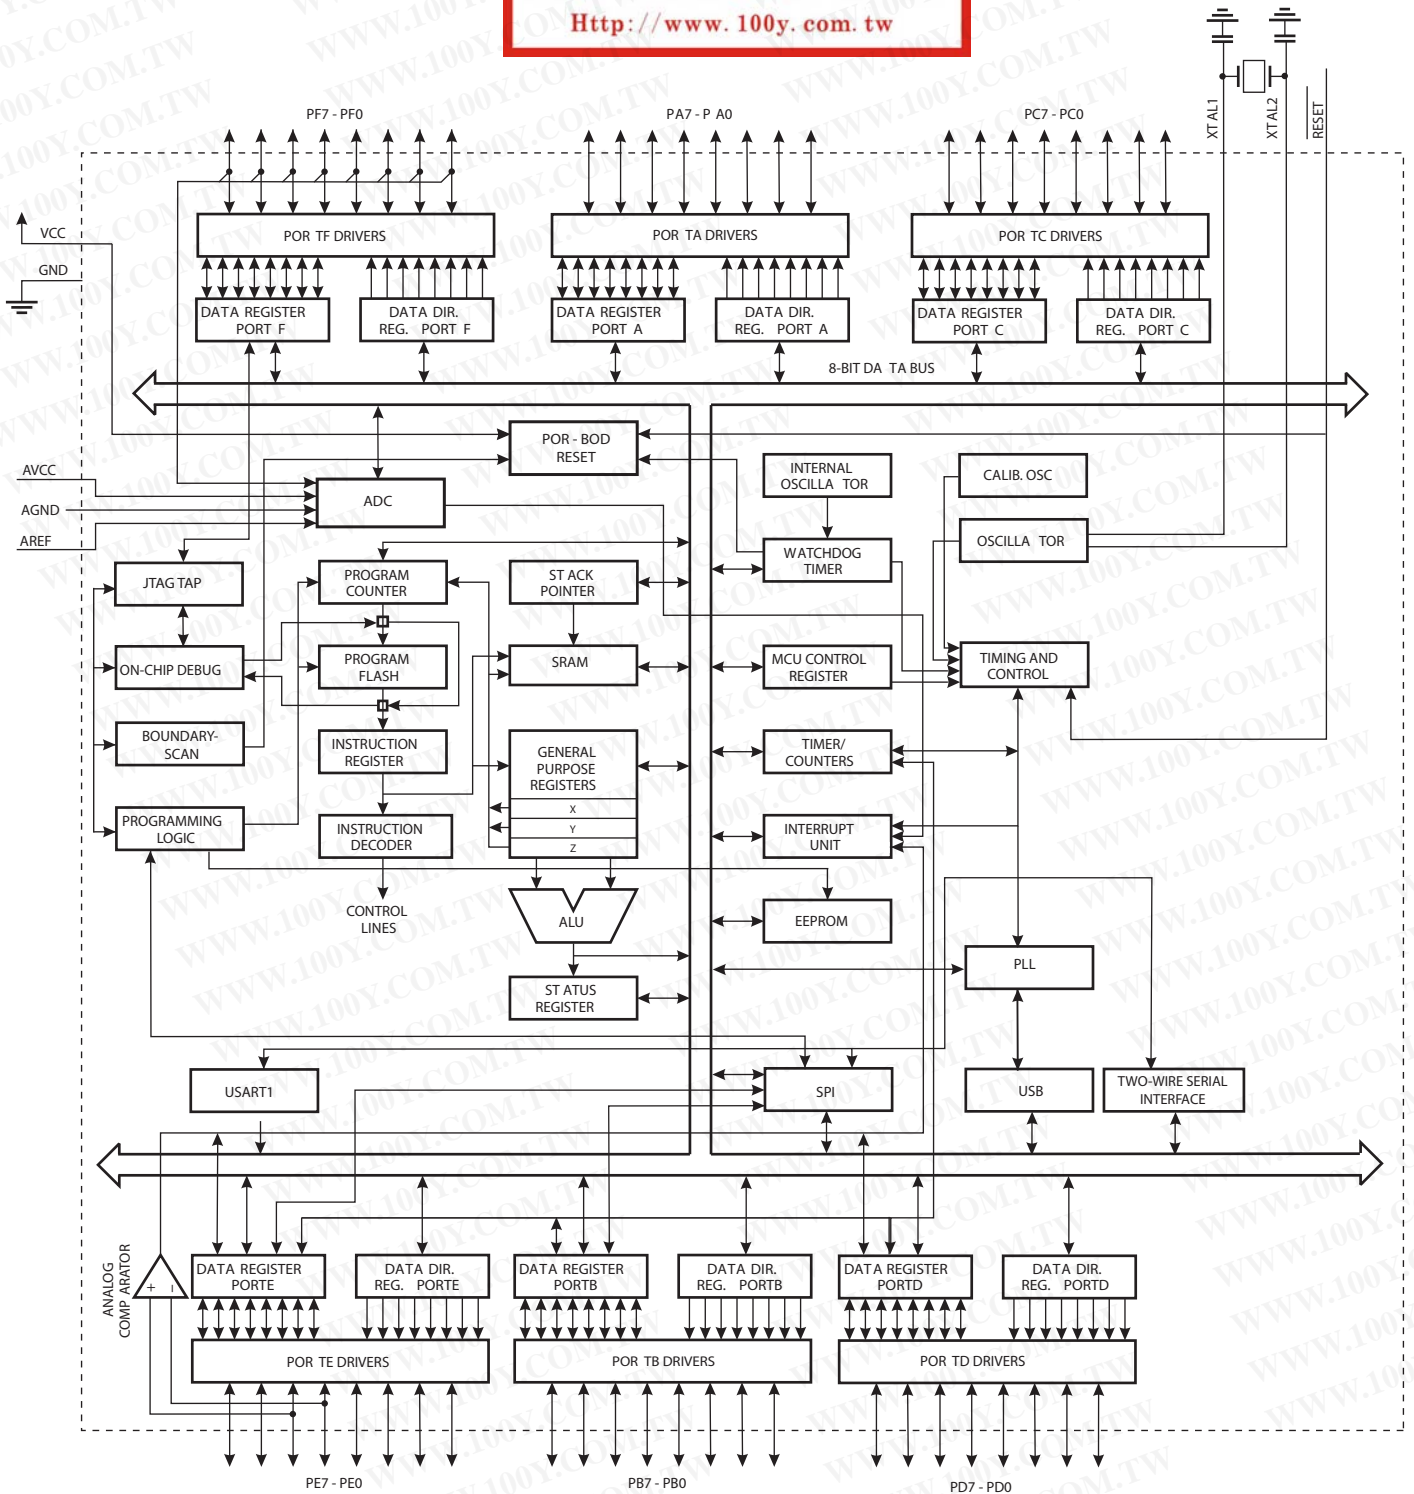 Http://www.100y.com.tw
PF7 - PF0
PA7 - P A0
PC7 - PC0
XT AL1
XT AL2
RESET
VCC
GND
POR TF DRIVERS
POR TA DRIVERS
POR TC DRIVERS
DATA REGISTER
PORT F
DATA DIR.
REG. PORT F
DATA REGISTER
PORT A
DATA DIR.
REG. PORT A
DATA REGISTER
PORT C
DATA DIR.
REG. PORT C
8-BIT DA TA BUS
POR - BOD
RESET
INTERNAL
OSCILLA TOR
CALIB. OSC
AVCC
AGND
AREF
ADC
OSCILLA TOR
WATCHDOG
TIMER
JTAG TAP
PROGRAM
COUNTER
ST ACK
POINTER
ON-CHIP DEBUG
PROGRAM
FLASH
SRAM
MCU CONTROL
REGISTER
TIMING AND
CONTROL
BOUNDARY-
SCAN
INSTRUCTION
REGISTER
GENERAL
PURPOSE
REGISTERS
X
Y
Z
TIMER/
COUNTERS
PROGRAMMING
LOGIC
INSTRUCTION
DECODER
INTERRUPT
UNIT
CONTROL
LINES
ALU
EEPROM
PLL
ST ATUS
REGISTER
USART1
SPI
USB
TWO-WIRE SERIAL
INTERFACE
ANALOG
COMP ARATOR
+
-
DATA REGISTER
PORTE
DATA DIR.
REG. PORTE
DATA REGISTER
PORTB
DATA DIR.
REG. PORTB
DATA REGISTER
PORTD
DATA DIR.
REG. PORTD
POR TE DRIVERS
POR TB DRIVERS
POR TD DRIVERS
PE7 - PE0
PB7 - PB0
PD7 - PD0
WWW.100Y.COM.TW